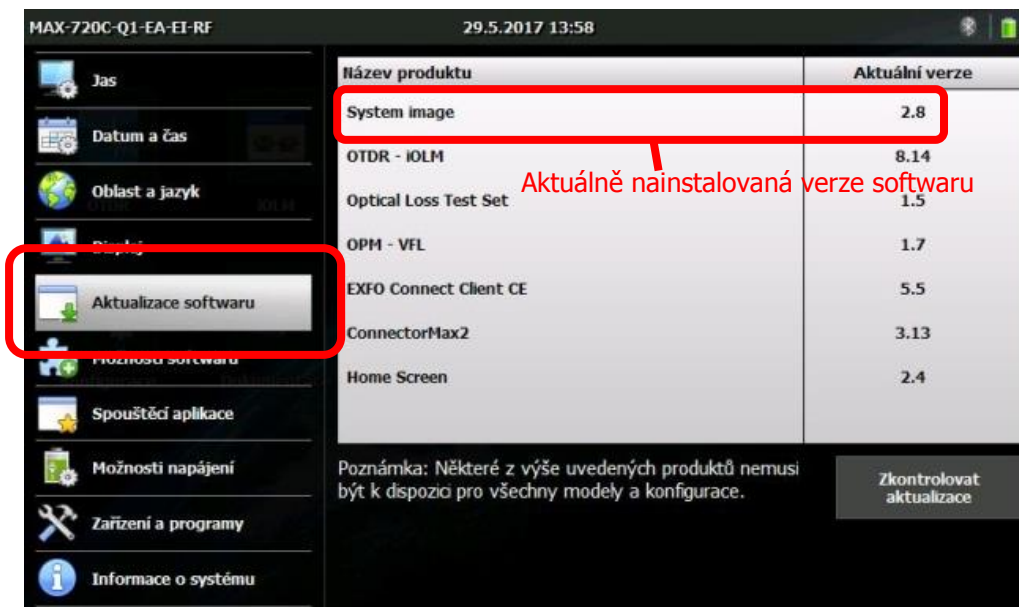 MAX-720C-Q1-EA-EI-RF
29.5.2017 13:58
Jas
Datum a čas
Oblast a jazyk
Displej
Aktualizace softwaru
Možnosti softwaru
Spouštěcí aplikace
Možnosti napájení
Zařízení a programy
Informace o systému
Název produktu Aktuální verze
System image 2.8
OTDR - iOLM 8.14
Aktuálně nainstalovaná verze softwaru
Optical Loss Test Set 1.5
OPM - VFL 1.7
EXFO Connect Client CE 5.5
ConnectorMax2 3.13
Home Screen 2.4
Poznámka: Některé z výše uvedených produktů nemusi
být k dispozici pro všechny modely a konfigurace.
Zkontrolovat
aktualizace